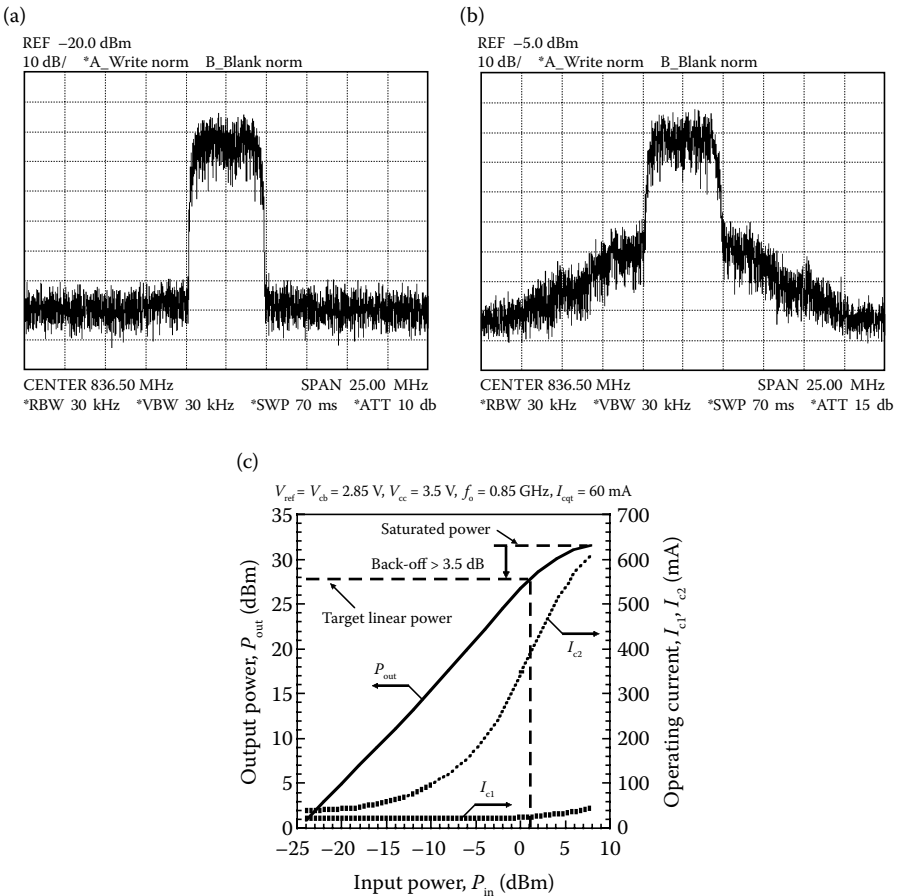 (a)
REF –20.0 dBm
10 dB/ *A_Write norm B_Blank norm
CENTER 836.50 MHz SPAN 25.00 MHz
*RBW 30 kHz *VBW 30 kHz *SWP 70 ms *ATT 10 db
(b)
REF –5.0 dBm
10 dB/ *A_Write norm B_Blank norm
CENTER 836.50 MHz SPAN 25.00 MHz
*RBW 30 kHz *VBW 30 kHz *SWP 70 ms *ATT 15 db
(c)
Vref = Vcb = 2.85 V, Vcc = 3.5 V, fo = 0.85 GHz, Icqt = 60 mA
35
30
25
20
15
10
5
0
Output power, Pout (dBm)
Saturated power
Back-off > 3.5 dB
Target linear power
Pout
Ic2
Ic1
700
600
500
400
300
200
100
0
Operating current, Ic1, Ic2 (mA)
−25 −20 −15 −10 −5 0 5 10
Input power, Pin (dBm)